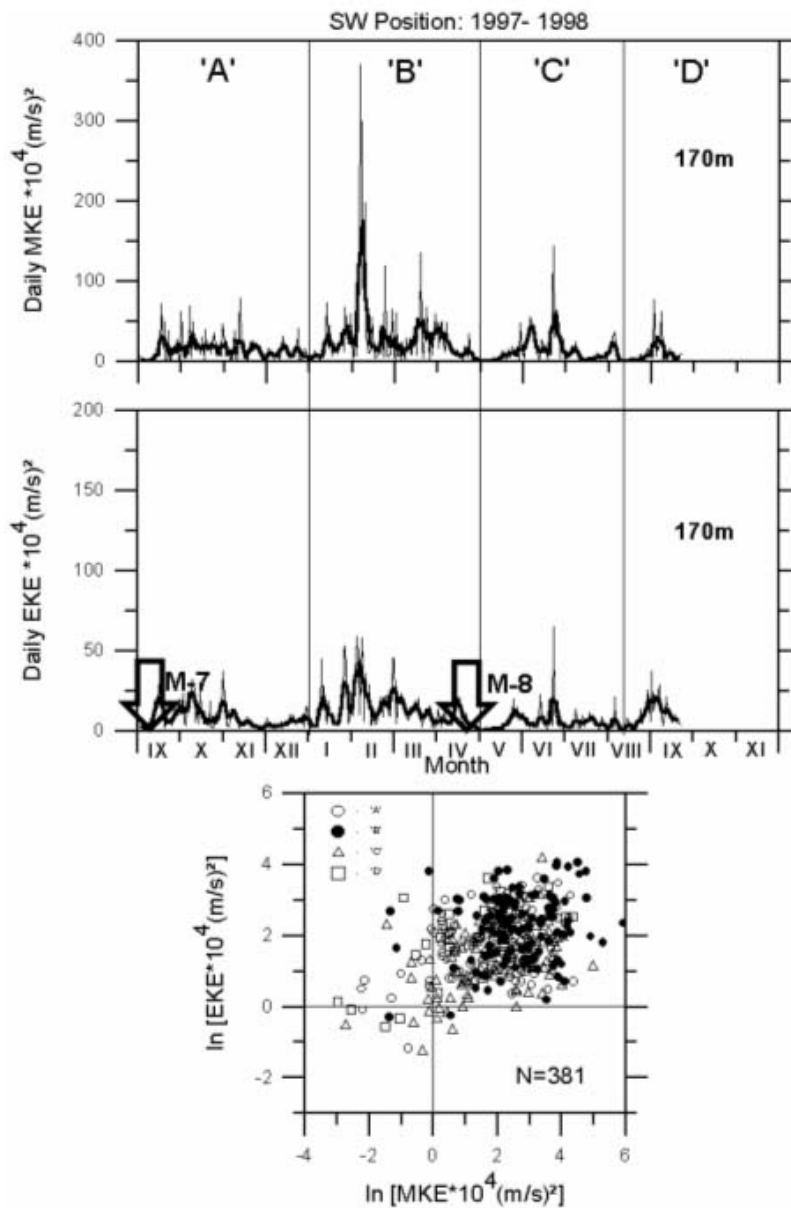 SW Position: 1997- 1998
400
300
200
100
0
Daily MKE *10⁴(m/s)²
'A' 'B' 'C' 'D'
170m
200
150
100
50
0
Daily EKE *10⁴(m/s)²
170m
M-7 M-8
IX X XI XII I II III IV V VI VII VIII IX X XI
Month
6
4
2
0
-2
ln [EKE*10⁴(m/s)²]
'A'
'B'
'C'
'D'
N=381
-4 -2 0 2 4 6
ln [MKE*10⁴(m/s)²]